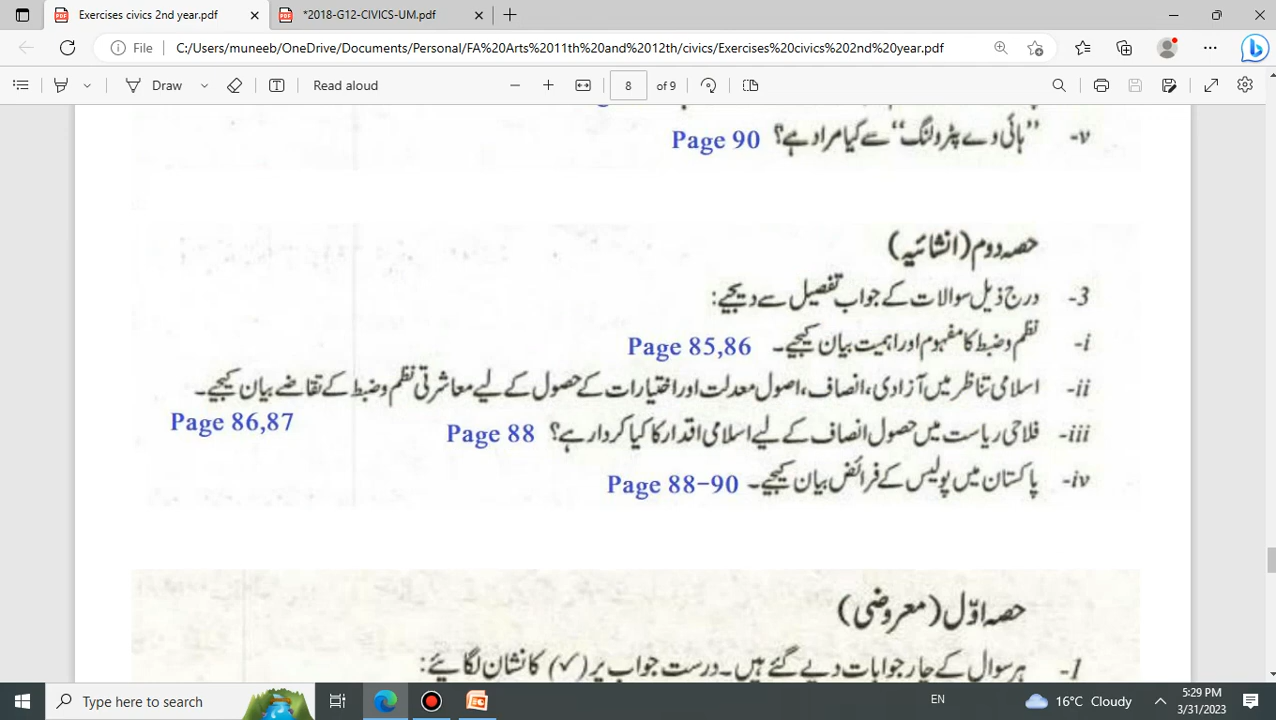 Exercises civics 2nd year.pdf
*2018-G12-CIVICS-UM.pdf
File C:/Users/muneeb/OneDrive/Documents/Personal/FA%20Arts%2011th%20and%2012th/civics/Exercises%20civics%202nd%20year.pdf
Draw Read aloud 8 of 9
v- ”ہائی وے پٹرولنگ“ سے کیا مراد ہے؟ Page 90
حصہ دوم (انشائیہ)
3- درج ذیل سوالات کے جواب تفصیل سے دیجیے:
i- نظم و ضبط کا مفہوم اور اہمیت بیان کیجیے۔ Page 85,86
ii- اسلامی تناظر میں آزادی، انصاف، اصول معدلت اور اختیارات کے حصول کے لیے معاشرتی نظم و ضبط کے تقاضے بیان کیجیے۔
Page 86,87
iii- فلاحی ریاست میں حصول انصاف کے لیے اسلامی اقدار کا کیا کردار ہے؟ Page 88
iv- پاکستان میں پولیس کے فرائض بیان کیجیے۔ Page 88-90
حصہ اوّل (معروضی)
1- ہر سوال کے چار جوابات دیے گئے ہیں۔ درست جواب پر (✓) کا نشان لگائیے:
Type here to search
EN
16°C Cloudy
5:29 PM
3/31/2023